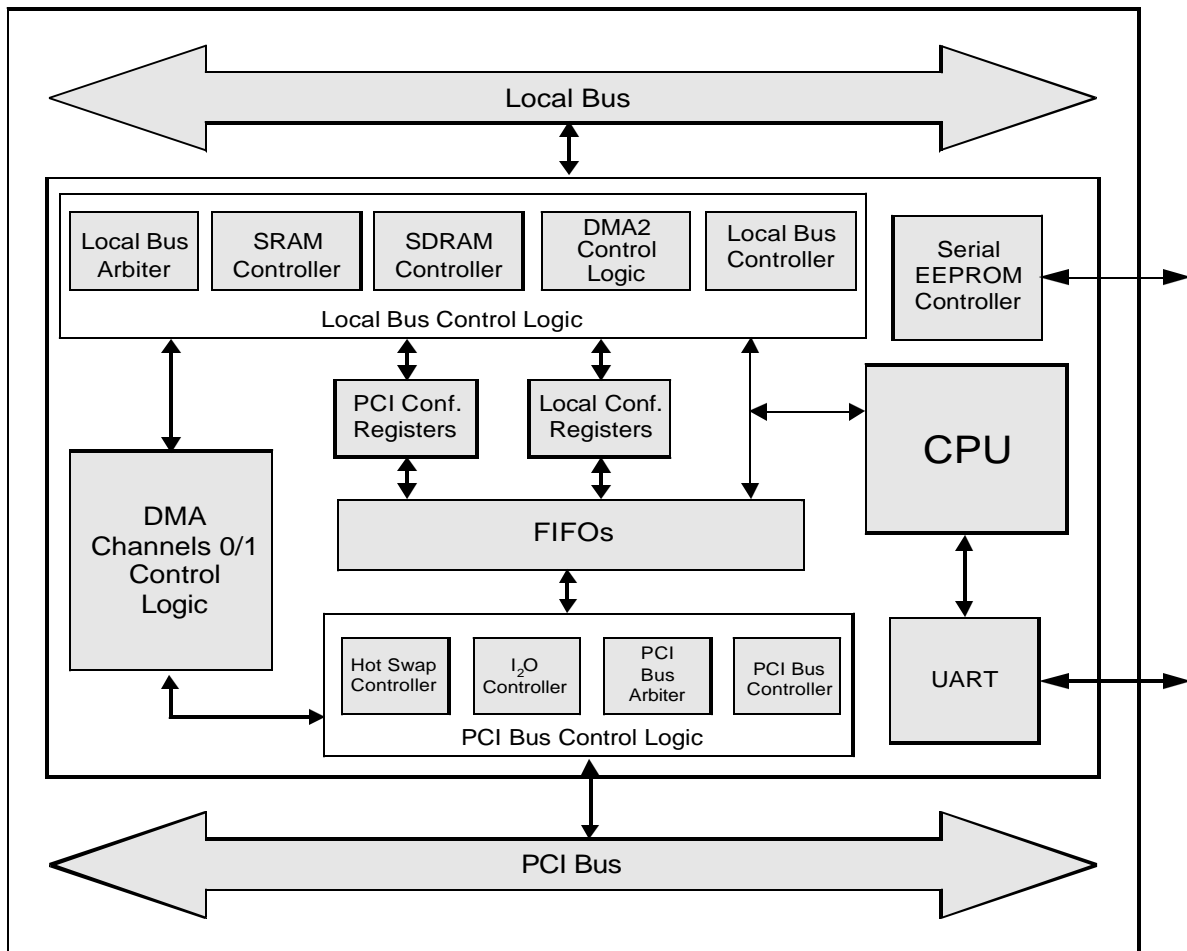 Local Bus
Local Bus
Arbiter
SRAM
Controller
SDRAM
Controller
DMA2
Control
Logic
Local Bus
Controller
Local Bus Control Logic
Serial
EEPROM
Controller
PCI Conf.
Registers
Local Conf.
Registers
CPU
DMA
Channels 0/1
Control
Logic
FIFOs
Hot Swap
Controller
I₂O
Controller
PCI
Bus
Arbiter
PCI Bus
Controller
PCI Bus Control Logic
UART
PCI Bus